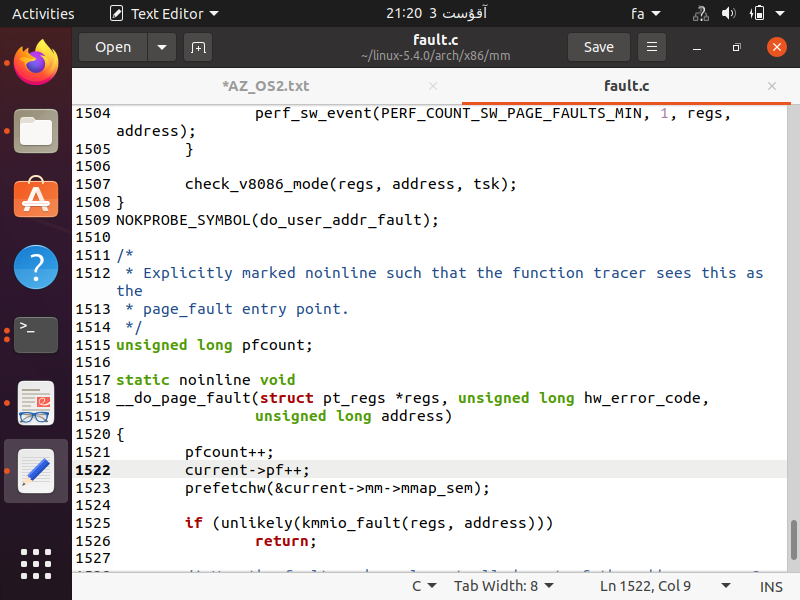 Activities Text Editor 21:20 3 آقۇست fa
Open fault.c Save
~/linux-5.4.0/arch/x86/mm
*AZ_OS2.txt fault.c
1504 perf_sw_event(PERF_COUNT_SW_PAGE_FAULTS_MIN, 1, regs,
address);
1505 }
1506
1507 check_v8086_mode(regs, address, tsk);
1508 }
1509 NOKPROBE_SYMBOL(do_user_addr_fault);
1510
1511 /*
1512 * Explicitly marked noinline such that the function tracer sees this as
the
1513 * page_fault entry point.
1514 */
1515 unsigned long pfcount;
1516
1517 static noinline void
1518 __do_page_fault(struct pt_regs *regs, unsigned long hw_error_code,
1519 unsigned long address)
1520 {
1521 pfcount++;
1522 current->pf++;
1523 prefetchw(&current->mm->mmap_sem);
1524
1525 if (unlikely(kmmio_fault(regs, address)))
1526 return;
1527
C Tab Width: 8 Ln 1522, Col 9 INS